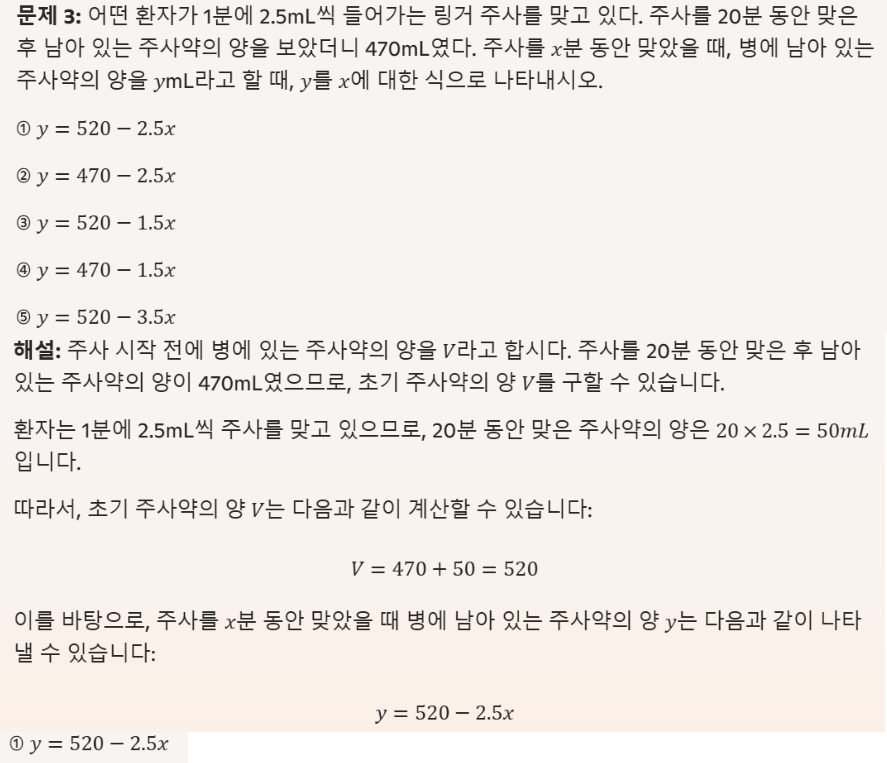 문제 3: 어떤 환자가 1분에 2.5mL씩 들어가는 링거 주사를 맞고 있다. 주사를 20분 동안 맞은
후 남아 있는 주사약의 양을 보았더니 470mL였다. 주사를 x분 동안 맞았을 때, 병에 남아 있는
주사약의 양을 ymL라고 할 때, y를 x에 대한 식으로 나타내시오.
① y = 520 − 2.5x
② y = 470 − 2.5x
③ y = 520 − 1.5x
④ y = 470 − 1.5x
⑤ y = 520 − 3.5x
해설: 주사 시작 전에 병에 있는 주사약의 양을 V라고 합시다. 주사를 20분 동안 맞은 후 남아
있는 주사약의 양이 470mL였으므로, 초기 주사약의 양 V를 구할 수 있습니다.
환자는 1분에 2.5mL씩 주사를 맞고 있으므로, 20분 동안 맞은 주사약의 양은 20 × 2.5 = 50mL
입니다.
따라서, 초기 주사약의 양 V는 다음과 같이 계산할 수 있습니다:
V = 470 + 50 = 520
이를 바탕으로, 주사를 x분 동안 맞았을 때 병에 남아 있는 주사약의 양 y는 다음과 같이 나타
낼 수 있습니다:
y = 520 − 2.5x
① y = 520 − 2.5x